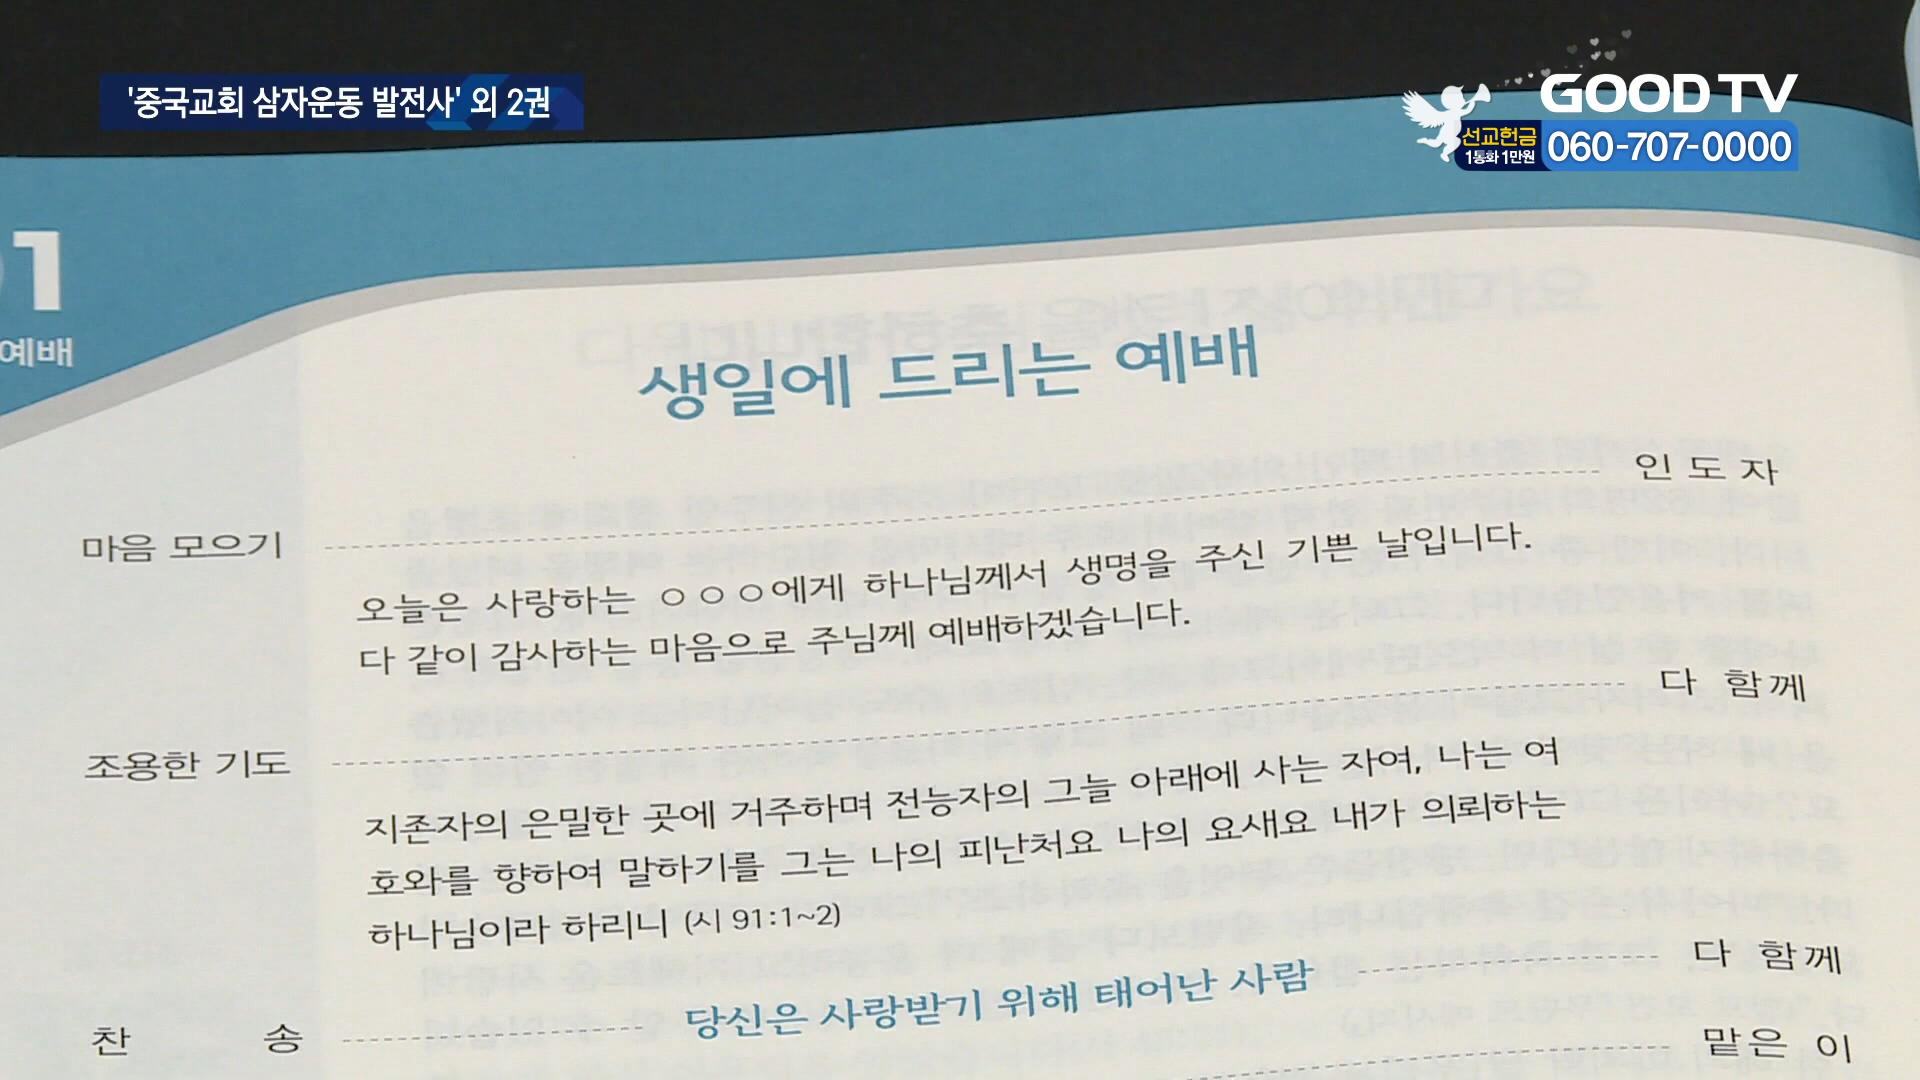 '중국교회 삼자운동 발전사' 외 2권
GOODTV
선교헌금
1통화 1만원
060-707-0000
1
예배
생일에 드리는 예배
마음 모으기 인도자
오늘은 사랑하는 ○○○에게 하나님께서 생명을 주신 기쁜 날입니다.
다 같이 감사하는 마음으로 주님께 예배하겠습니다.
조용한 기도 다 함께
지존자의 은밀한 곳에 거주하며 전능자의 그늘 아래에 사는 자여, 나는 여
호와를 향하여 말하기를 그는 나의 피난처요 나의 요새요 내가 의뢰하는
하나님이라 하리니 (시 91:1~2)
찬 송 당신은 사랑받기 위해 태어난 사람 다 함께
맡은 이